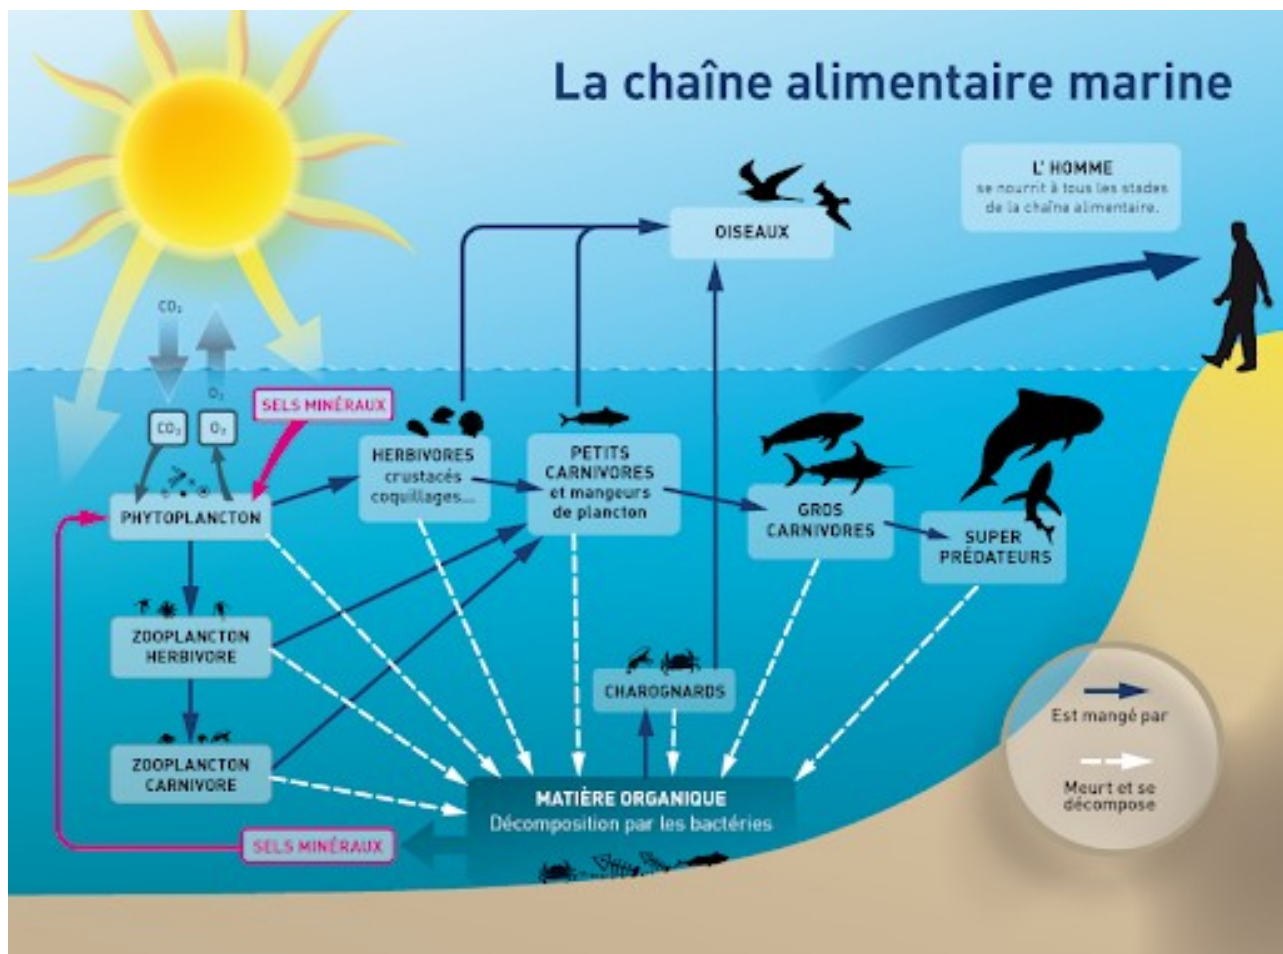 La chaîne alimentaire marine
L' HOMME
se nourrit à tous les stades
de la chaîne alimentaire.
OISEAUX
CO₂
O₂
CO₂
O₂
SELS MINÉRAUX
HERBIVORES
crustacés
coquillages...
PETITS
CARNIVORES
et mangeurs
de plancton
GROS
CARNIVORES
SUPER
PRÉDATEURS
PHYTOPLANCTON
ZOOPLANCTON
HERBIVORE
CHAROGNARDS
ZOOPLANCTON
CARNIVORE
MATIÈRE ORGANIQUE
Décomposition par les bactéries
SELS MINÉRAUX
Est mangé par
Meurt et se
décompose